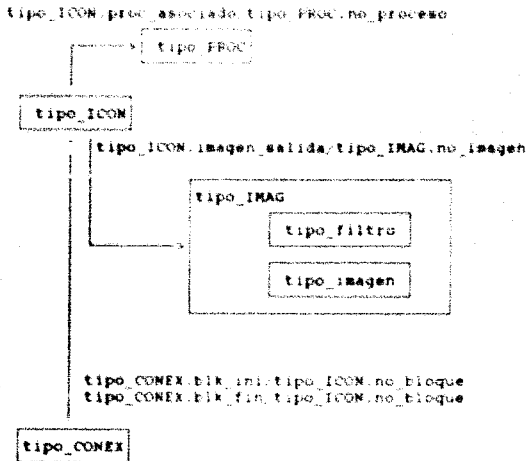 tipo_ICON.proc_asociado/tipo_PROC.no_proceso
tipo_PROC
tipo_ICON
tipo_ICON.imagen_salida/tipo_IMAG.no_imagen
tipo_IMAG
tipo_filtro
tipo_imagen
tipo_CONEX.blk_ini/tipo_ICON.no_bloque
tipo_CONEX.blk_fin/tipo_ICON.no_bloque
tipo_CONEX